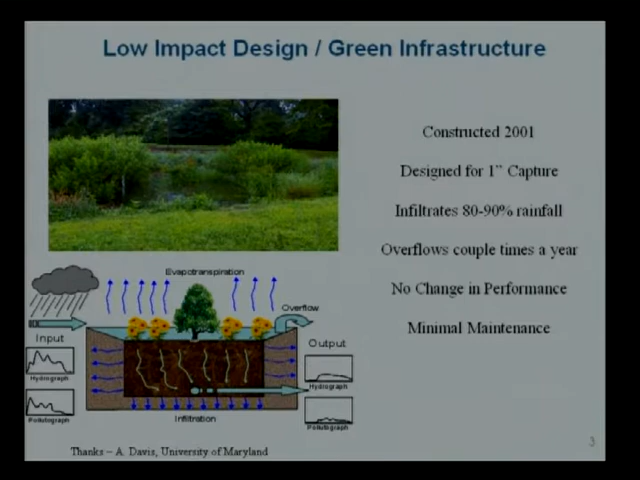 Low Impact Design / Green Infrastructure
Constructed 2001
Designed for 1" Capture
Infiltrates 80-90% rainfall
Overflows couple times a year
No Change in Performance
Minimal Maintenance
Evapotranspiration
Overflow
Input
Output
Hydrograph
Hydrograph
Pollutograph
Pollutograph
Infiltration
Thanks – A. Davis, University of Maryland
3